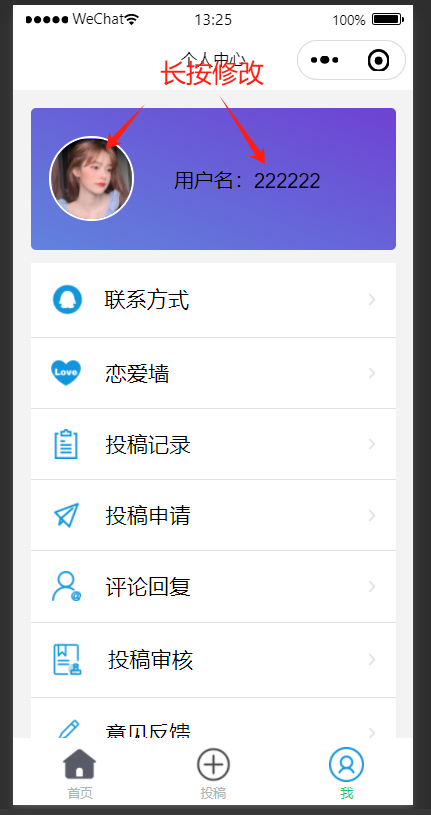 WeChat 13:25 100%
个人中心
长按修改
用户名：222222
联系方式
Love 恋爱墙
投稿记录
投稿申请
评论回复
投稿审核
意见反馈
首页 投稿 我